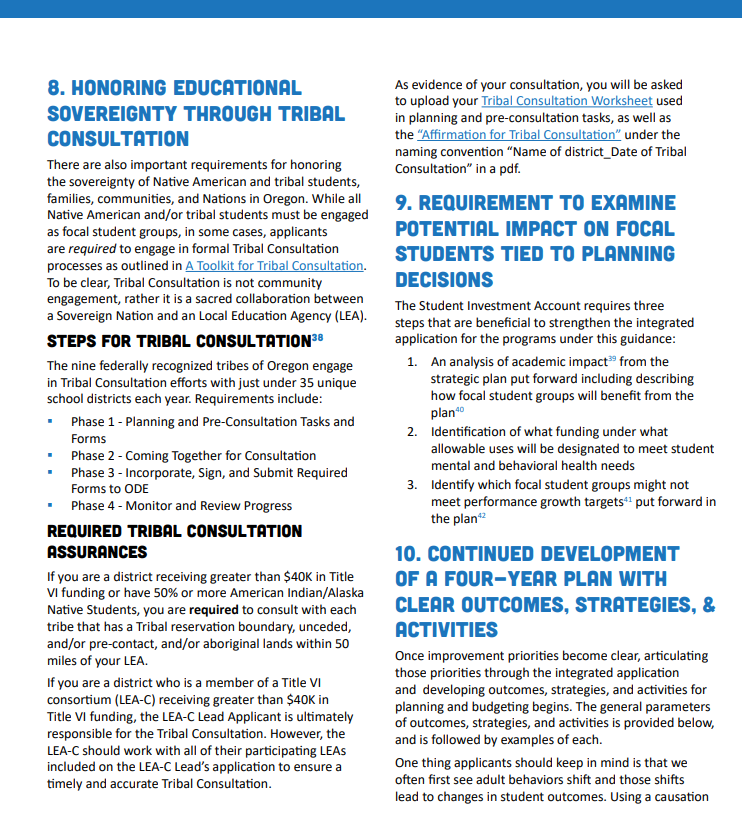 8. HONORING EDUCATIONAL
SOVEREIGNTY THROUGH TRIBAL
CONSULTATION
There are also important requirements for honoring
the sovereignty of Native American and tribal students,
families, communities, and Nations in Oregon. While all
Native American and/or tribal students must be engaged
as focal student groups, in some cases, applicants
are required to engage in formal Tribal Consultation
processes as outlined in A Toolkit for Tribal Consultation.
To be clear, Tribal Consultation is not community
engagement, rather it is a sacred collaboration between
a Sovereign Nation and an Local Education Agency (LEA).
STEPS FOR TRIBAL CONSULTATION38
The nine federally recognized tribes of Oregon engage
in Tribal Consultation efforts with just under 35 unique
school districts each year. Requirements include:
▪ Phase 1 - Planning and Pre-Consultation Tasks and
Forms
▪ Phase 2 - Coming Together for Consultation
▪ Phase 3 - Incorporate, Sign, and Submit Required
Forms to ODE
▪ Phase 4 - Monitor and Review Progress
REQUIRED TRIBAL CONSULTATION
ASSURANCES
If you are a district receiving greater than $40K in Title
VI funding or have 50% or more American Indian/Alaska
Native Students, you are required to consult with each
tribe that has a Tribal reservation boundary, unceded,
and/or pre-contact, and/or aboriginal lands within 50
miles of your LEA.
If you are a district who is a member of a Title VI
consortium (LEA-C) receiving greater than $40K in
Title VI funding, the LEA-C Lead Applicant is ultimately
responsible for the Tribal Consultation. However, the
LEA-C should work with all of their participating LEAs
included on the LEA-C Lead's application to ensure a
timely and accurate Tribal Consultation.
As evidence of your consultation, you will be asked
to upload your Tribal Consultation Worksheet used
in planning and pre-consultation tasks, as well as
the “Affirmation for Tribal Consultation” under the
naming convention “Name of district_Date of Tribal
Consultation” in a pdf.
9. REQUIREMENT TO EXAMINE
POTENTIAL IMPACT ON FOCAL
STUDENTS TIED TO PLANNING
DECISIONS
The Student Investment Account requires three
steps that are beneficial to strengthen the integrated
application for the programs under this guidance:
1. An analysis of academic impact39 from the
strategic plan put forward including describing
how focal student groups will benefit from the
plan40
2. Identification of what funding under what
allowable uses will be designated to meet student
mental and behavioral health needs
3. Identify which focal student groups might not
meet performance growth targets41 put forward in
the plan42
10. CONTINUED DEVELOPMENT
OF A FOUR-YEAR PLAN WITH
CLEAR OUTCOMES, STRATEGIES, &
ACTIVITIES
Once improvement priorities become clear, articulating
those priorities through the integrated application
and developing outcomes, strategies, and activities for
planning and budgeting begins. The general parameters
of outcomes, strategies, and activities is provided below,
and is followed by examples of each.
One thing applicants should keep in mind is that we
often first see adult behaviors shift and those shifts
lead to changes in student outcomes. Using a causation